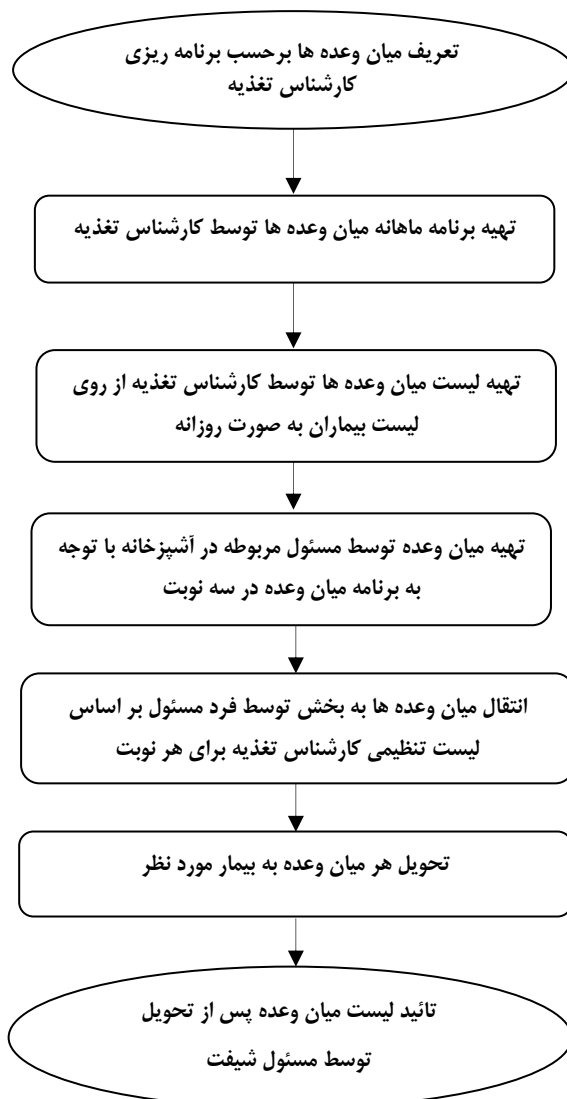 تعریف میان وعده ها برحسب برنامه ریزی
کارشناس تغذیه
تهیه برنامه ماهانه میان وعده ها توسط کارشناس تغذیه
تهیه لیست میان وعده ها توسط کارشناس تغذیه از روی
لیست بیماران به صورت روزانه
تهیه میان وعده توسط مسئول مربوطه در آشپزخانه با توجه
به برنامه میان وعده در سه نوبت
انتقال میان وعده ها به بخش توسط فرد مسئول بر اساس
لیست تنظیمی کارشناس تغذیه برای هر نوبت
تحویل هر میان وعده به بیمار مورد نظر
تائید لیست میان وعده پس از تحویل
توسط مسئول شیفت